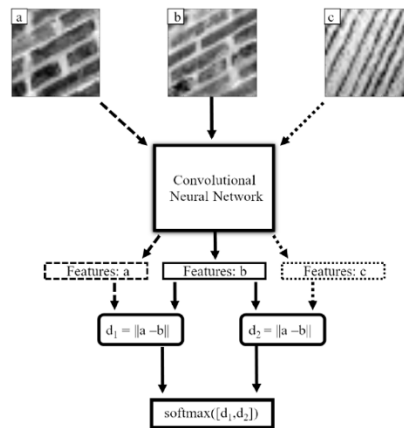 a
b
c
Convolutional
Neural Network
Features: a
Features: b
Features: c
d₁ = ||a –b||
d₂ = ||a –b||
softmax([d₁,d₂])